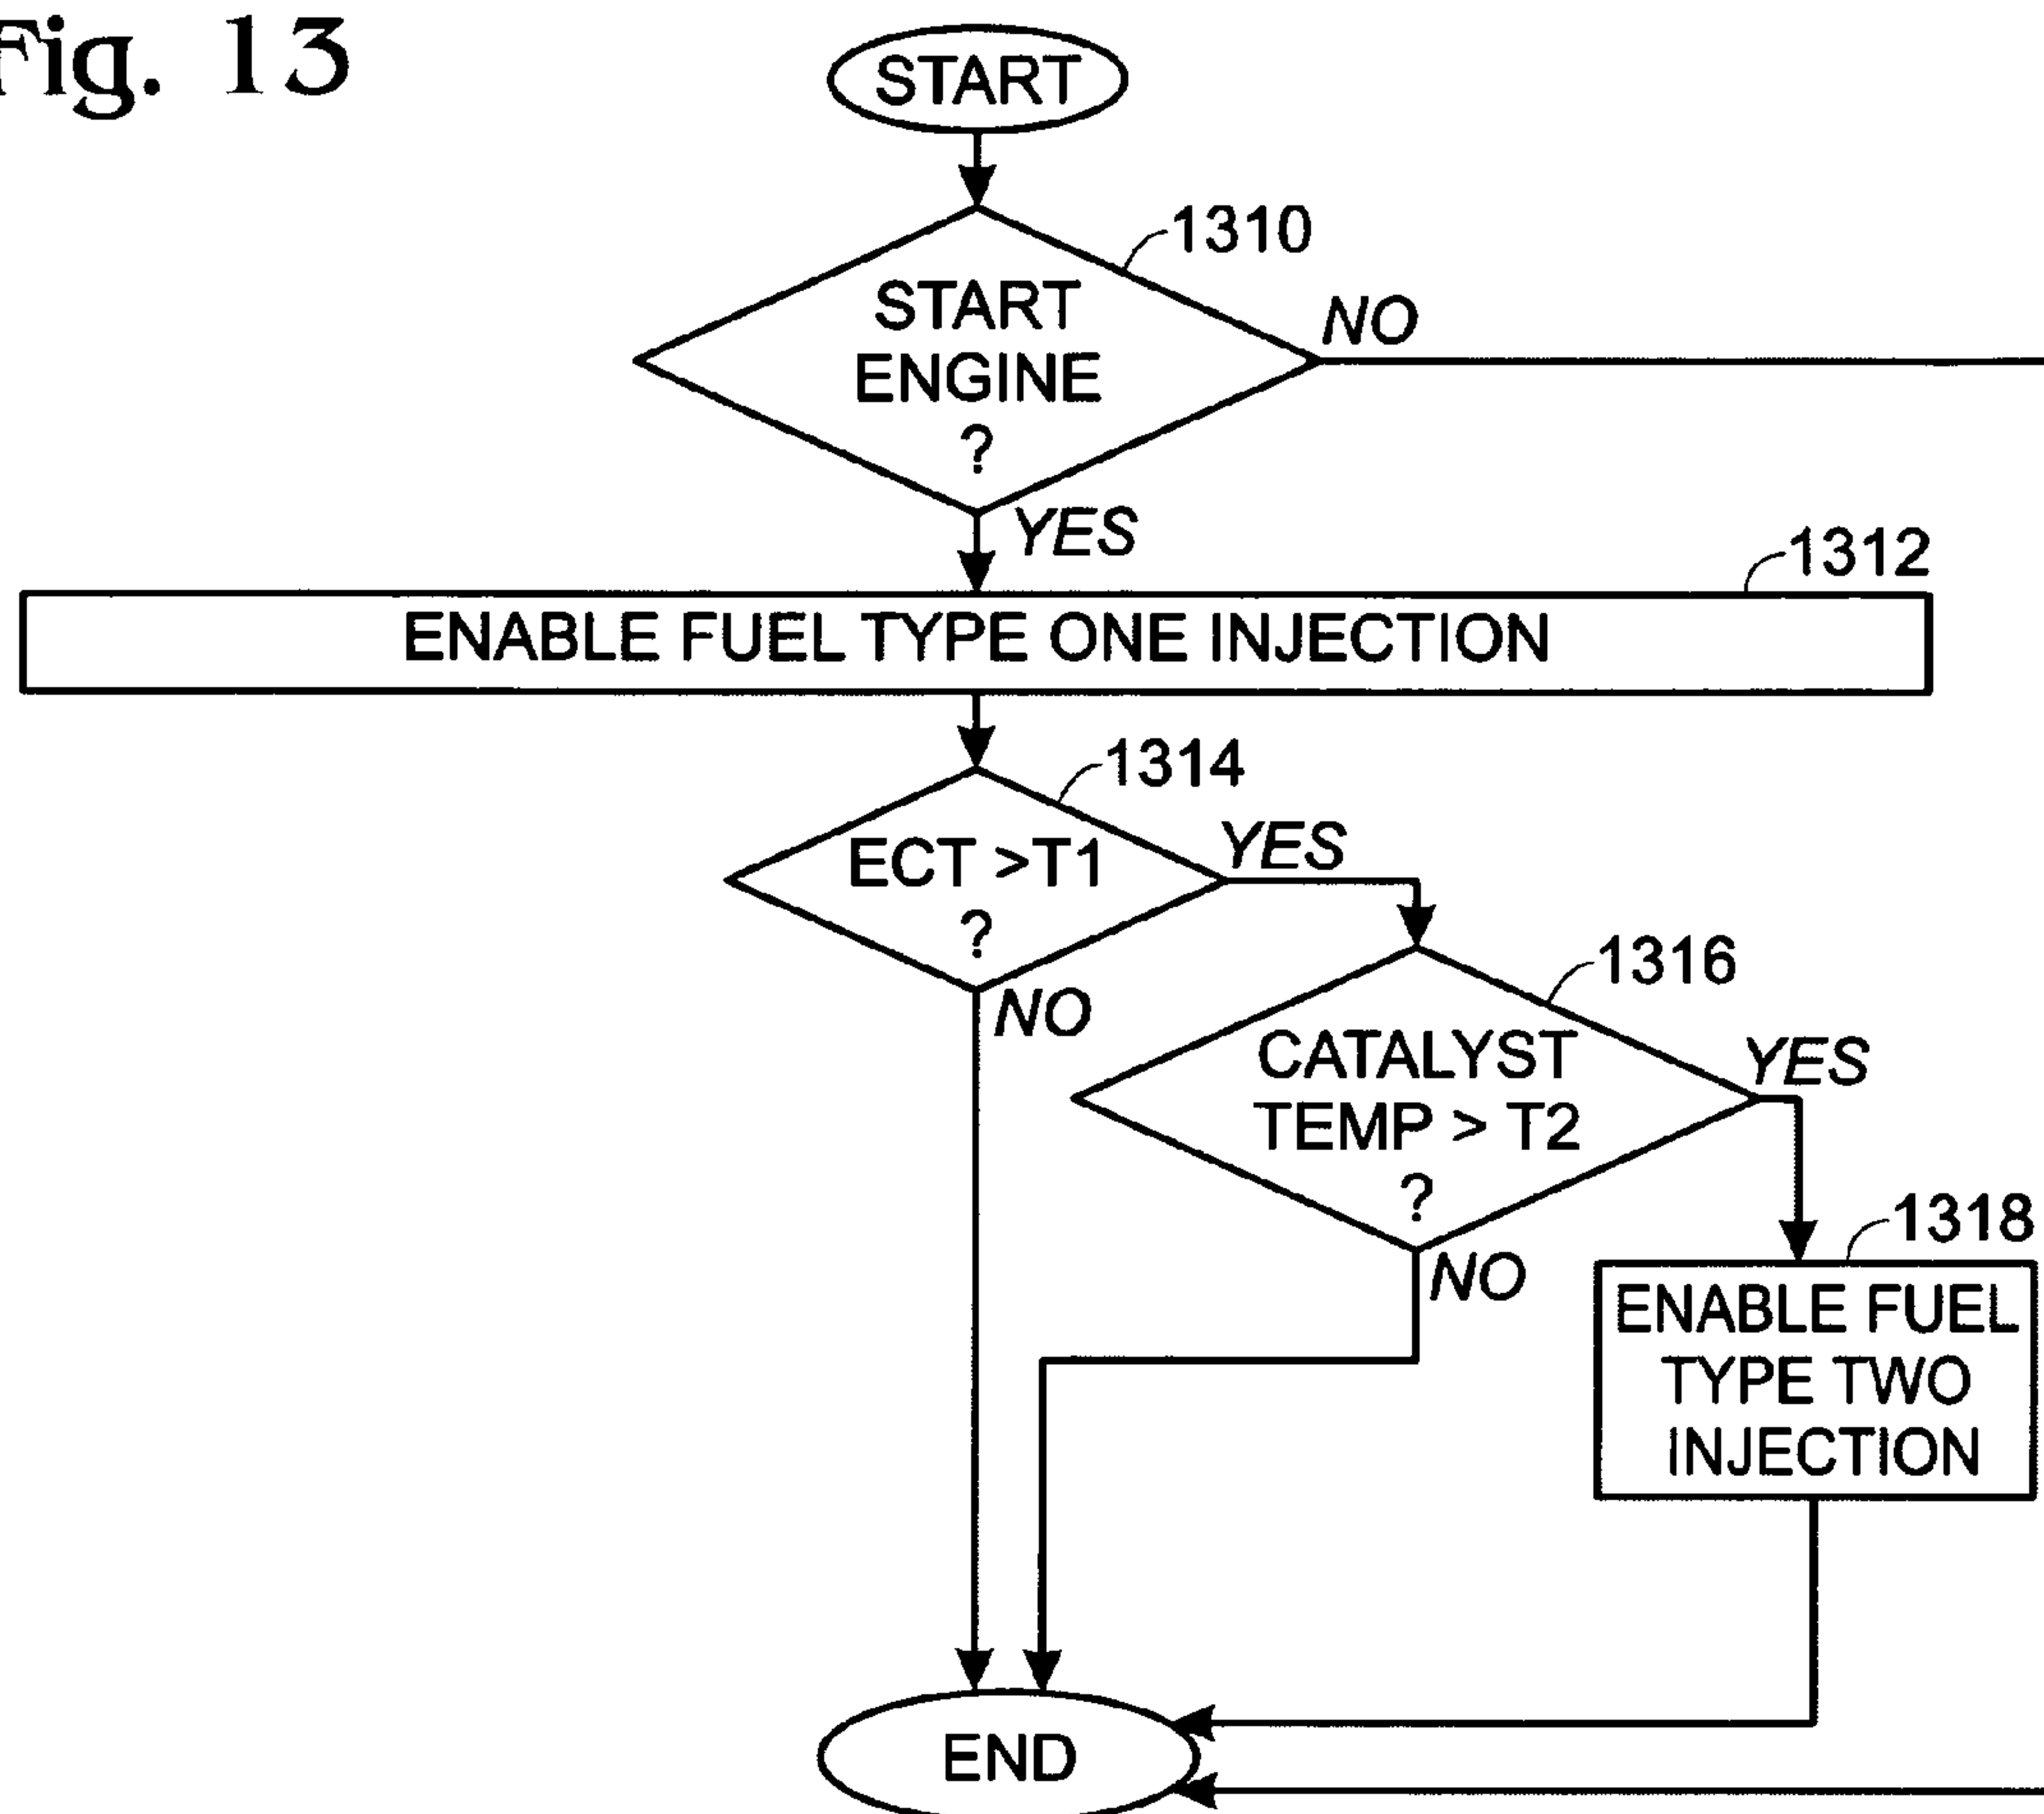 Fig. 13
START
1310
START
ENGINE
?
NO
YES
1312
ENABLE FUEL TYPE ONE INJECTION
1314
ECT >T1
?
YES
NO
1316
CATALYST
TEMP > T2
?
YES
NO
1318
ENABLE FUEL
TYPE TWO
INJECTION
END